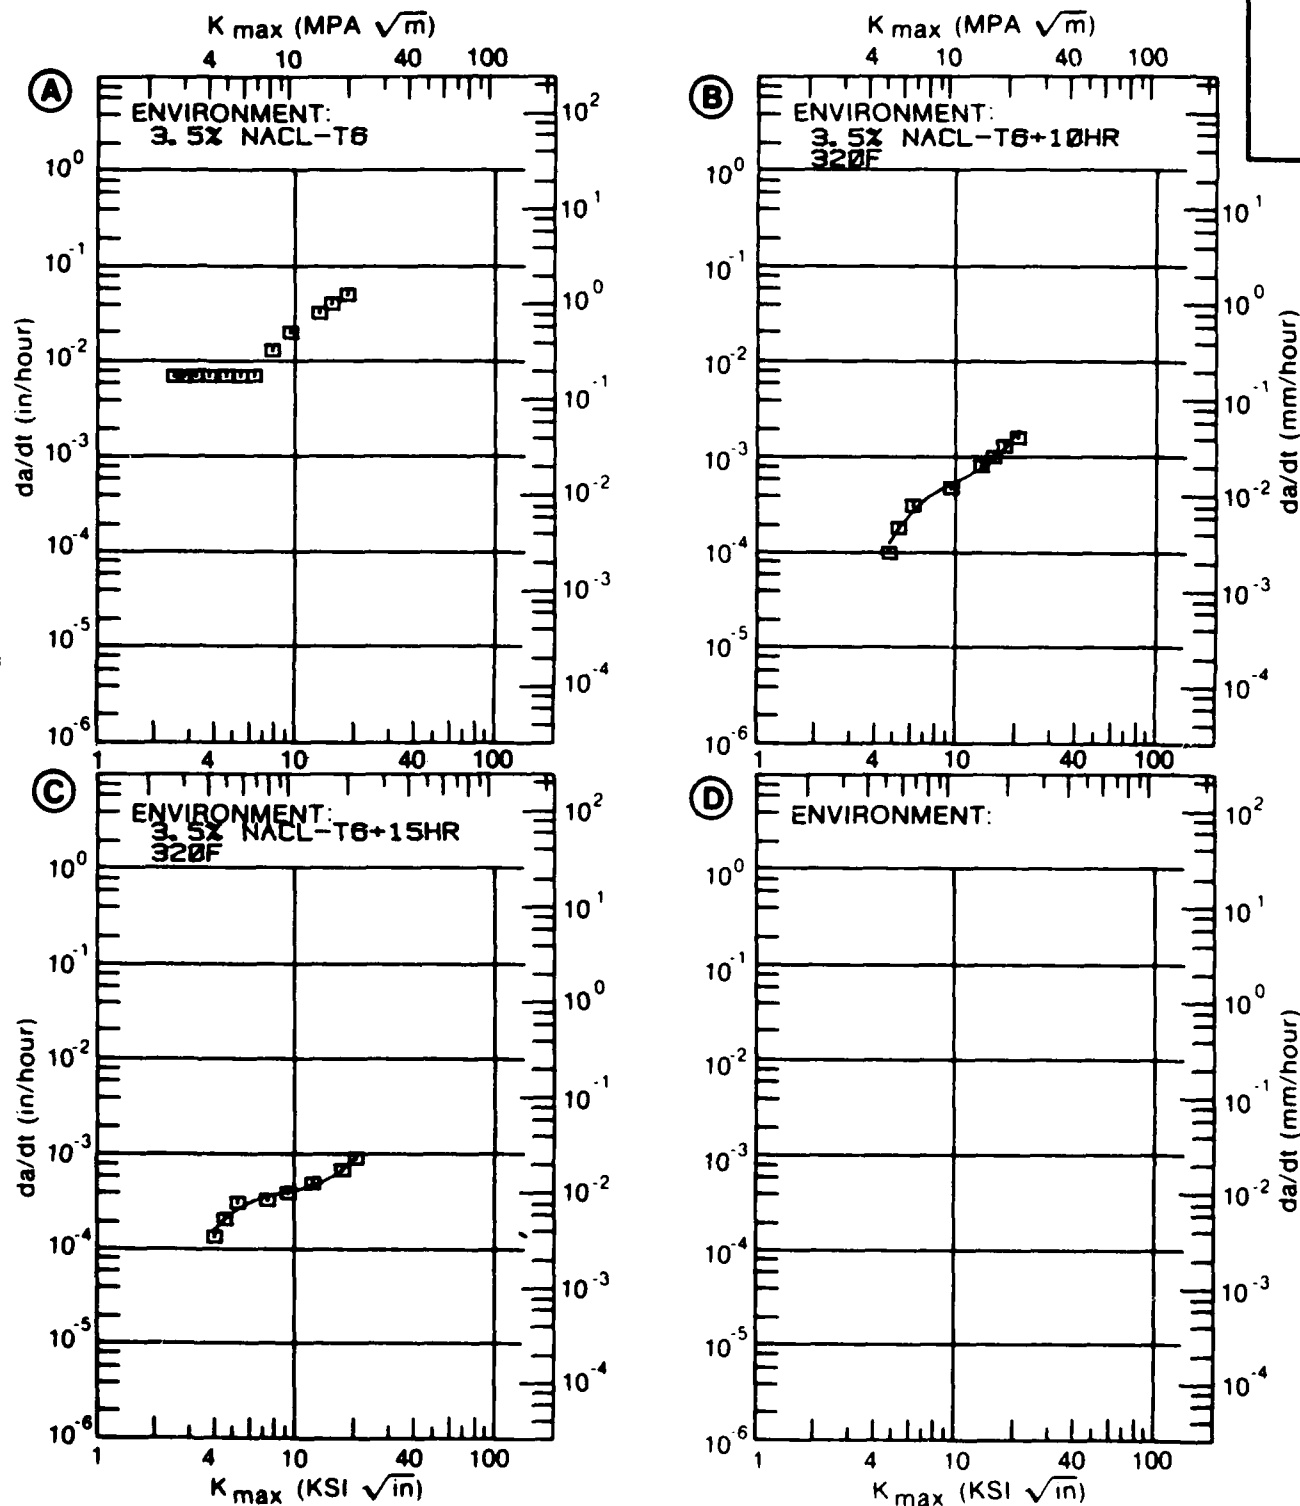 K max (MPA √m)
4 10 40 100
K max (MPA √m)
4 10 40 100
A
ENVIRONMENT:
3.5% NACL-T6
10^0
10^-1
10^-2
10^-3
10^-4
10^-5
10^-6
da/dt (in/hour)
10^2
10^1
10^0
10^-1
10^-2
10^-3
10^-4
1 4 10 40 100
B
ENVIRONMENT:
3.5% NACL-T6+10HR
320F
10^0
10^-1
10^-2
10^-3
10^-4
10^-5
10^-6
10^1
10^0
10^-1
10^-2
10^-3
10^-4
da/dt (mm/hour)
1 4 10 40 100
C
ENVIRONMENT:
3.5% NACL-T6+15HR
320F
10^0
10^-1
10^-2
10^-3
10^-4
10^-5
10^-6
da/dt (in/hour)
10^2
10^1
10^0
10^-1
10^-2
10^-3
10^-4
1 4 10 40 100
K max (KSI √in)
D
ENVIRONMENT:
10^0
10^-1
10^-2
10^-3
10^-4
10^-5
10^-6
10^2
10^1
10^0
10^-1
10^-2
10^-3
10^-4
da/dt (mm/hour)
1 4 10 40 100
K max (KSI √in)